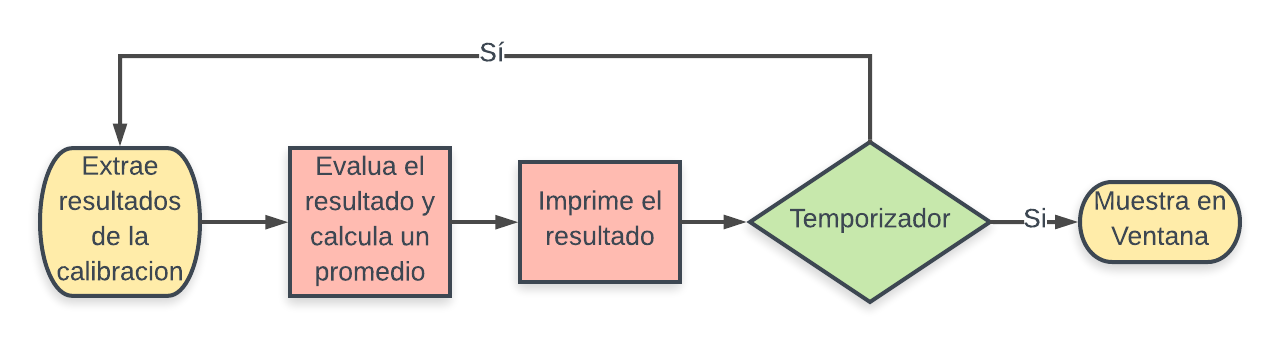 Sí
Extrae
resultados
de la
calibracion
Evalua el
resultado y
calcula un
promedio
Imprime el
resultado
Temporizador
Si
Muestra en
Ventana